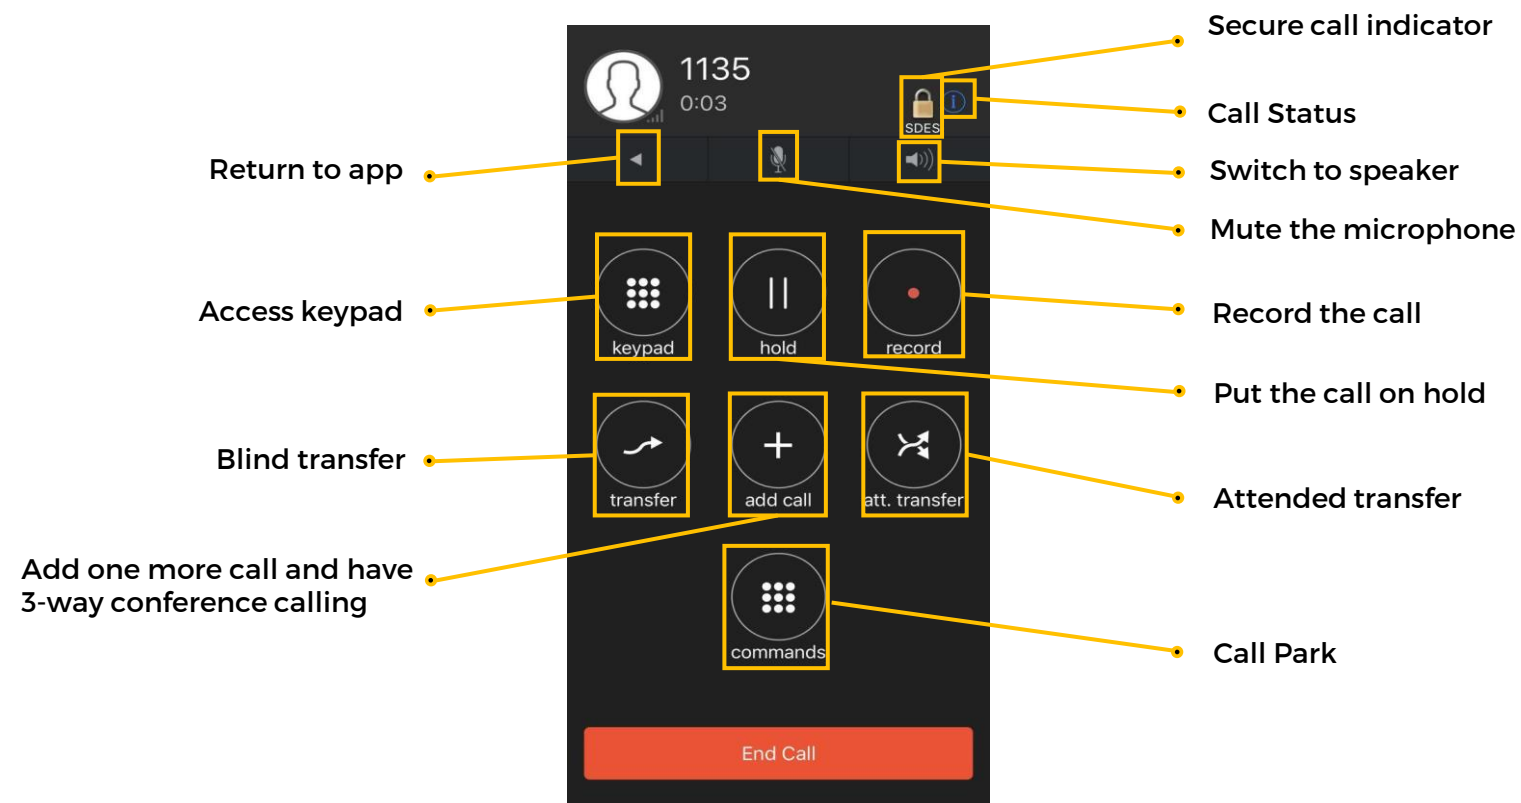 Secure call indicator
1135
0:03
SDES
Call Status
Return to app
Switch to speaker
Mute the microphone
Access keypad
keypad
hold
record
Record the call
Put the call on hold
Blind transfer
transfer
add call
att. transfer
Attended transfer
Add one more call and have
3-way conference calling
commands
Call Park
End Call